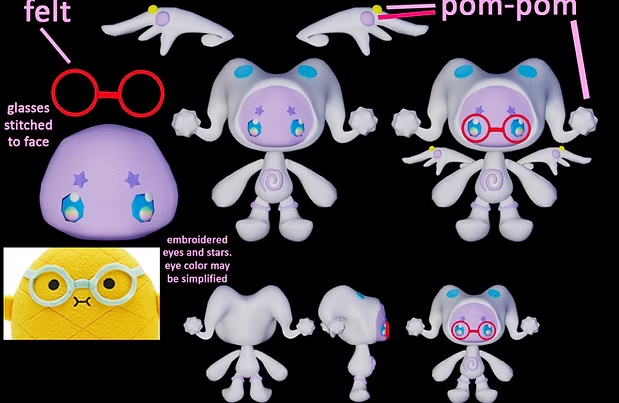 felt
pom-pom
glasses
stitched
to face
embroidered
eyes and stars.
eye color may
be simplified